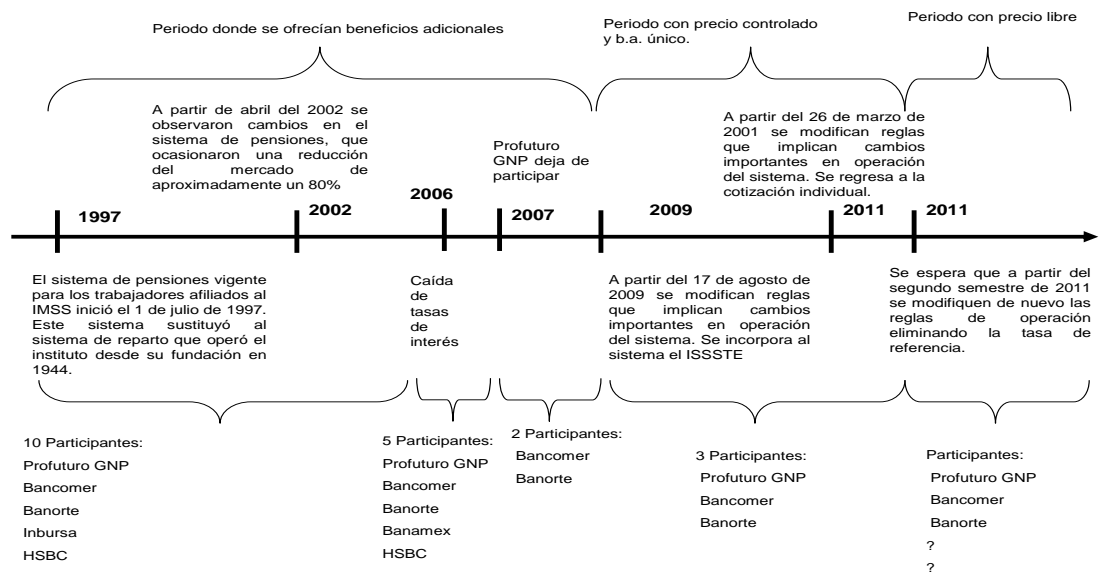 Periodo donde se ofrecían beneficios adicionales
Periodo con precio controlado
y b.a. único.
Periodo con precio libre
A partir de abril del 2002 se
observaron cambios en el
sistema de pensiones, que
ocasionaron una reducción
del mercado de
aproximadamente un 80%
Profuturo
GNP deja de
participar
A partir del 26 de marzo de
2001 se modifican reglas
que implican cambios
importantes en operación
del sistema. Se regresa a la
cotización individual.
1997
2002
2006
2007
2009
2011
2011
El sistema de pensiones vigente
para los trabajadores afiliados al
IMSS inició el 1 de julio de 1997.
Este sistema sustituyó al
sistema de reparto que operó el
instituto desde su fundación en
1944.
Caída
de
tasas
de
interés
A partir del 17 de agosto de
2009 se modifican reglas
que implican cambios
importantes en operación
del sistema. Se incorpora al
sistema el ISSSTE
Se espera que a partir del
segundo semestre de 2011
se modifiquen de nuevo las
reglas de operación
eliminando la tasa de
referencia.
10 Participantes:
Profuturo GNP
Bancomer
Banorte
Inbursa
HSBC
5 Participantes:
Profuturo GNP
Bancomer
Banorte
Banamex
HSBC
2 Participantes:
Bancomer
Banorte
3 Participantes:
Profuturo GNP
Bancomer
Banorte
Participantes:
Profuturo GNP
Bancomer
Banorte
?
?